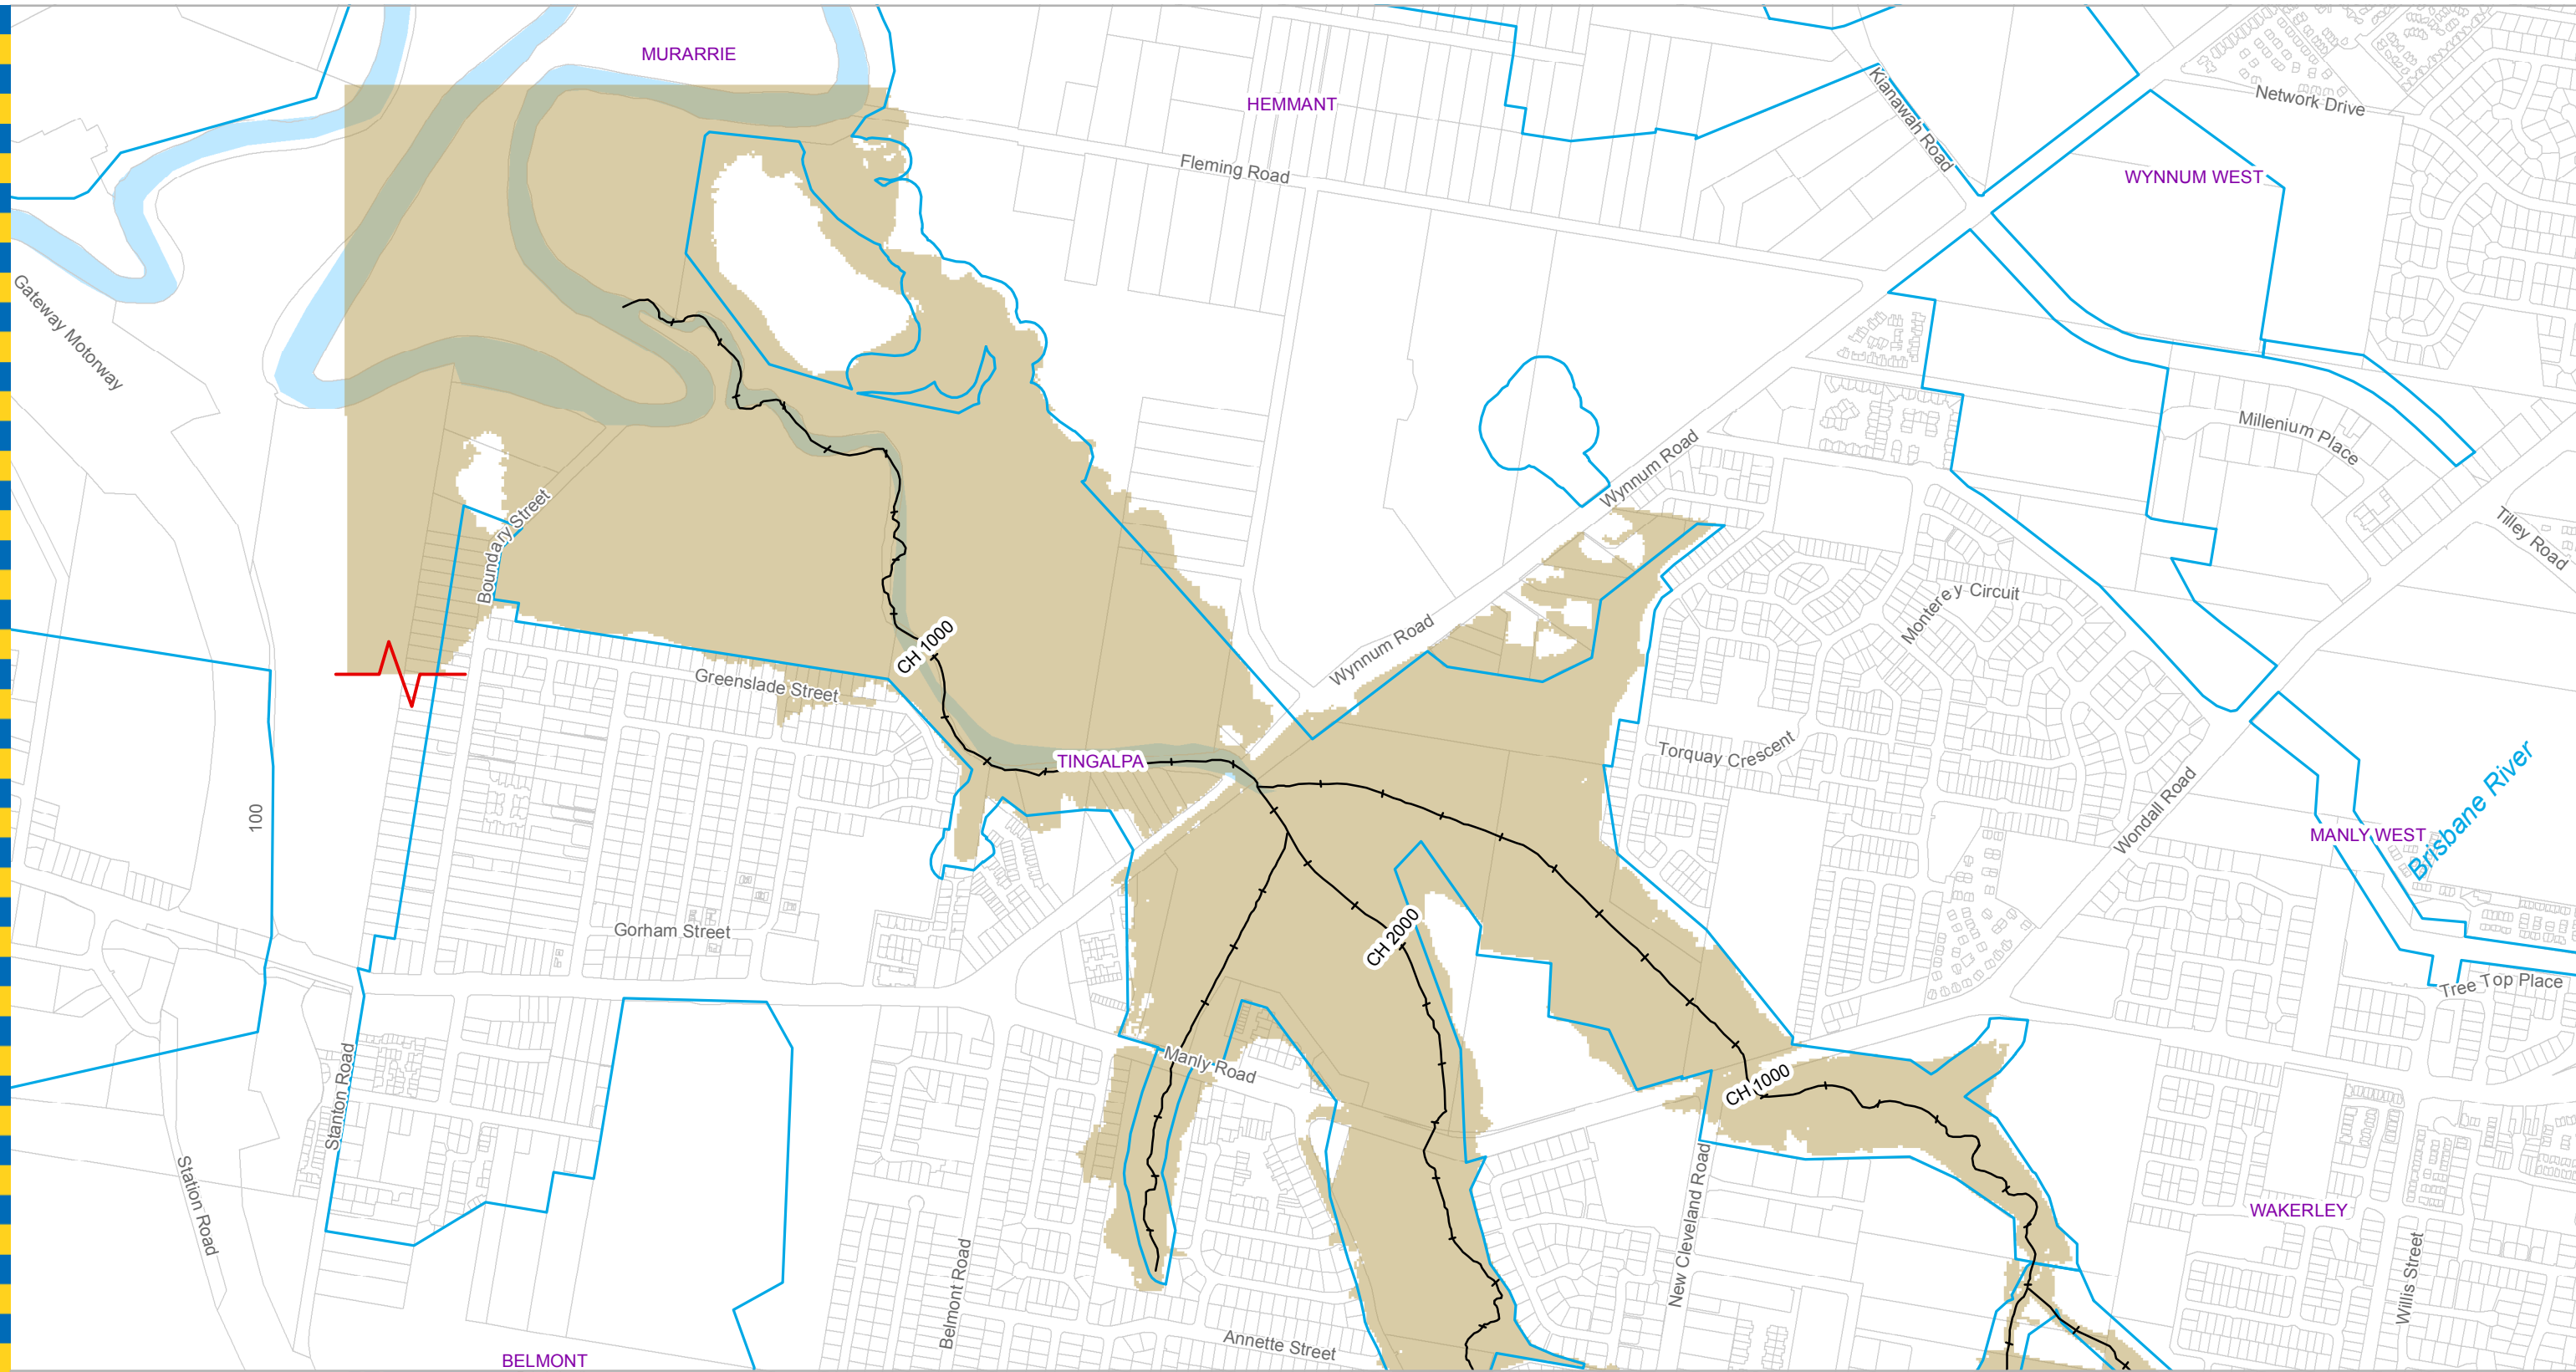 MURARRIE
HEMMANT
Kianawah Road
Network Drive
Fleming Road
WYNNUM WEST
Gateway Motorway
Millenium Place
Wynnum Road
Boundary Street
Tilley Road
Monterey Circuit
CH 1000
Wynnum Road
Greenslade Street
Torquay Crescent
TINGALPA
100
Wondall Road
Brisbane River
MANLY WEST
CH 2000
Gorham Street
Tree Top Place
Stanton Road
Manly Road
CH 1000
Station Road
New Cleveland Road
WAKERLEY
Belmont Road
Willis Street
Annette Street
BELMONT